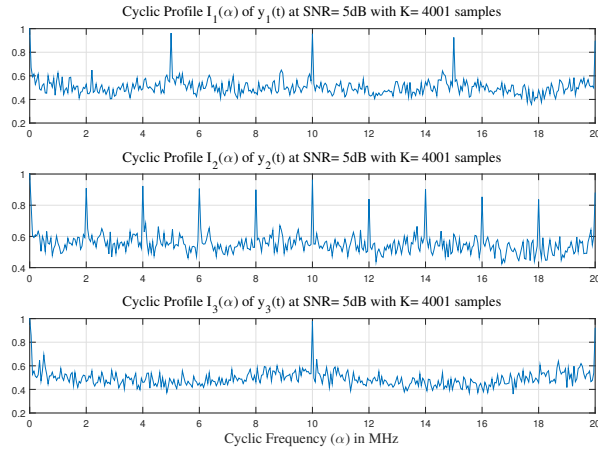 Cyclic Profile I₁(α) of y₁(t) at SNR= 5dB with K= 4001 samples
1
0.8
0.6
0.4
0.2
0 2 4 6 8 10 12 14 16 18 20
Cyclic Profile I₂(α) of y₂(t) at SNR= 5dB with K= 4001 samples
1
0.8
0.6
0.4
0 2 4 6 8 10 12 14 16 18 20
Cyclic Profile I₃(α) of y₃(t) at SNR= 5dB with K= 4001 samples
1
0.8
0.6
0.4
0.2
0 2 4 6 8 10 12 14 16 18 20
Cyclic Frequency (α) in MHz